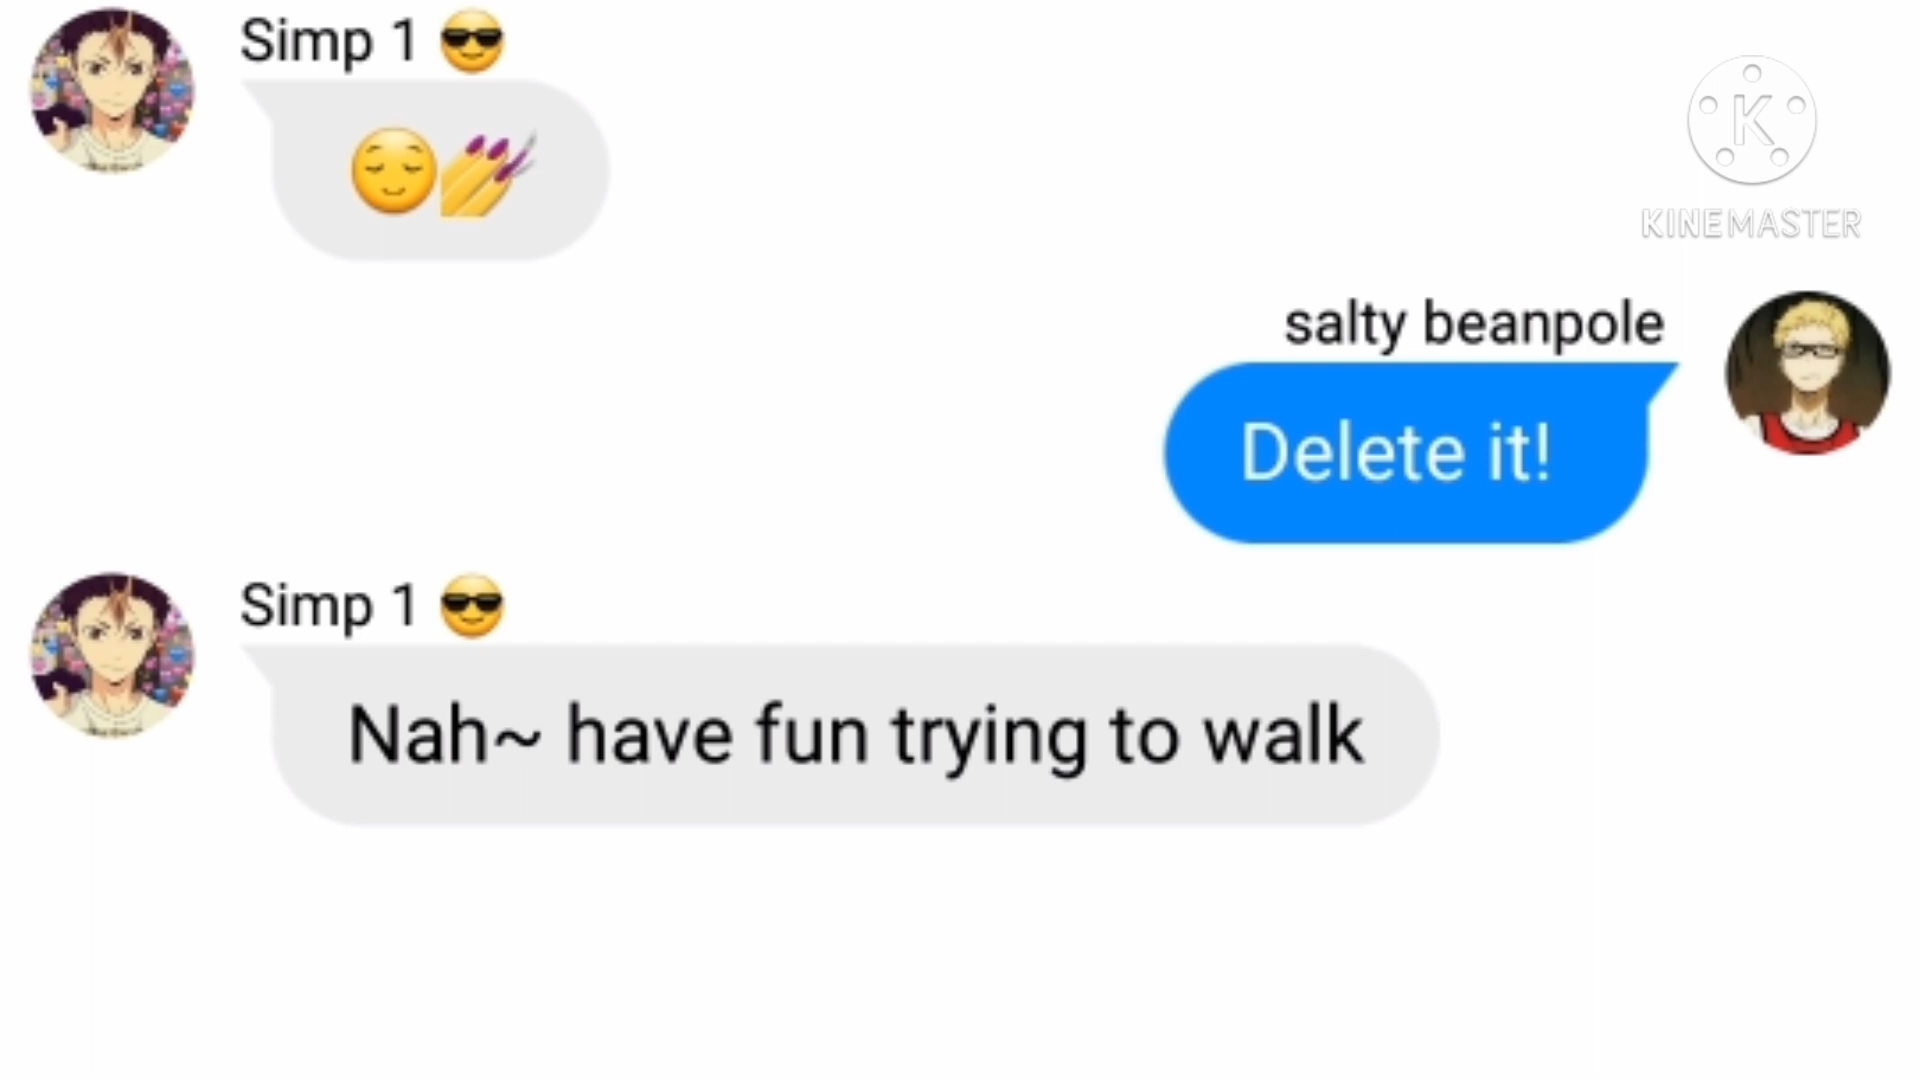 Simp 1 😎
😌💅
K
KINEMASTER
salty beanpole
Delete it!
Simp 1 😎
Nah~ have fun trying to walk